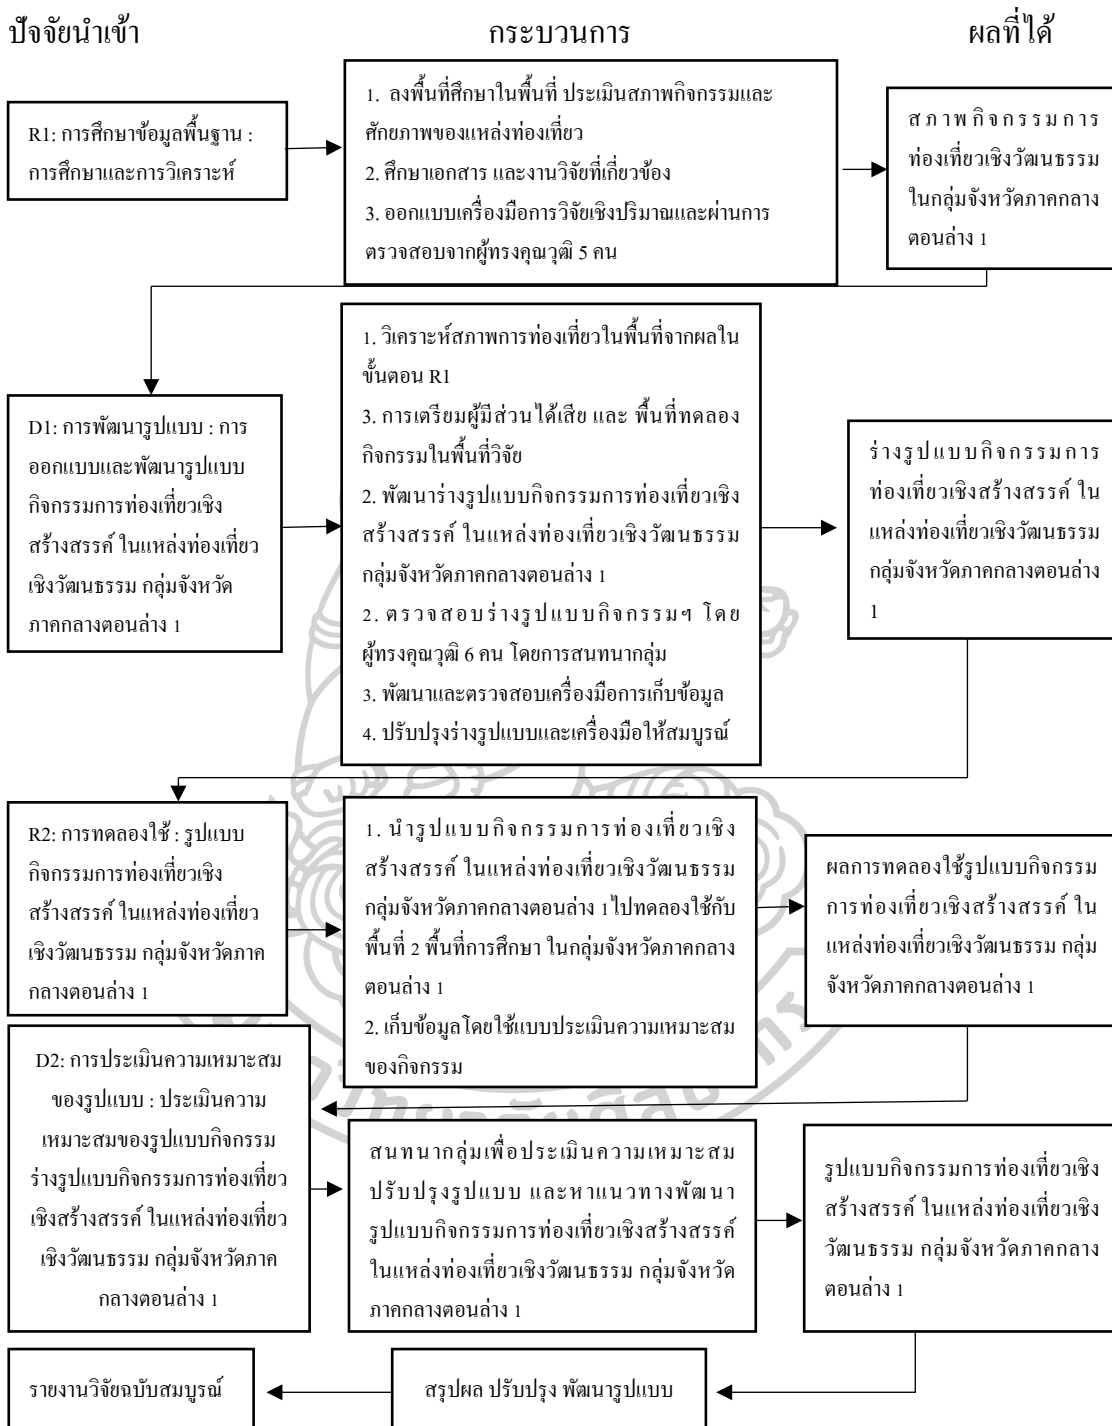 ปัจจัยนำเข้า
กระบวนการ
ผลที่ได้
R1: การศึกษาข้อมูลพื้นฐาน :
การศึกษาและการวิเคราะห์
1. ลงพื้นที่ศึกษาในพื้นที่ ประเมินสภาพกิจกรรมและ
ศักยภาพของแหล่งท่องเที่ยว
2. ศึกษาเอกสาร และงานวิจัยที่เกี่ยวข้อง
3. ออกแบบเครื่องมือการวิจัยเชิงปริมาณและผ่านการ
ตรวจสอบจากผู้ทรงคุณวุฒิ 5 คน
สภาพกิจกรรมการ
ท่องเที่ยวเชิงวัฒนธรรม
ในกลุ่มจังหวัดภาคกลาง
ตอนล่าง 1
D1: การพัฒนารูปแบบ : การ
ออกแบบและพัฒนารูปแบบ
กิจกรรมการท่องเที่ยวเชิง
สร้างสรรค์ ในแหล่งท่องเที่ยว
เชิงวัฒนธรรม กลุ่มจังหวัด
ภาคกลางตอนล่าง 1
1. วิเคราะห์สภาพการท่องเที่ยวในพื้นที่จากผลใน
ขั้นตอน R1
3. การเตรียมผู้มีส่วนได้เสีย และ พื้นที่ทดลอง
กิจกรรมในพื้นที่วิจัย
2. พัฒนาร่างรูปแบบกิจกรรมการท่องเที่ยวเชิง
สร้างสรรค์ ในแหล่งท่องเที่ยวเชิงวัฒนธรรม
กลุ่มจังหวัดภาคกลางตอนล่าง 1
2. ตรวจสอบร่างรูปแบบกิจกรรมฯ โดย
ผู้ทรงคุณวุฒิ 6 คน โดยการสนทนากลุ่ม
3. พัฒนาและตรวจสอบเครื่องมือการเก็บข้อมูล
4. ปรับปรุงร่างรูปแบบและเครื่องมือให้สมบูรณ์
ร่างรูปแบบกิจกรรมการ
ท่องเที่ยวเชิงสร้างสรรค์ ใน
แหล่งท่องเที่ยวเชิงวัฒนธรรม
กลุ่มจังหวัดภาคกลางตอนล่าง
1
R2: การทดลองใช้ : รูปแบบ
กิจกรรมการท่องเที่ยวเชิง
สร้างสรรค์ ในแหล่งท่องเที่ยว
เชิงวัฒนธรรม กลุ่มจังหวัดภาค
กลางตอนล่าง 1
1. นำรูปแบบกิจกรรมการท่องเที่ยวเชิง
สร้างสรรค์ ในแหล่งท่องเที่ยวเชิงวัฒนธรรม
กลุ่มจังหวัดภาคกลางตอนล่าง 1ไปทดลองใช้กับ
พื้นที่ 2 พื้นที่การศึกษา ในกลุ่มจังหวัดภาคกลาง
ตอนล่าง 1
2. เก็บข้อมูลโดยใช้แบบประเมินความเหมาะสม
ของกิจกรรม
ผลการทดลองใช้รูปแบบกิจกรรม
การท่องเที่ยวเชิงสร้างสรรค์ ใน
แหล่งท่องเที่ยวเชิงวัฒนธรรม กลุ่ม
จังหวัดภาคกลางตอนล่าง 1
D2: การประเมินความเหมาะสม
ของรูปแบบ : ประเมินความ
เหมาะสมของรูปแบบกิจกรรม
ร่างรูปแบบกิจกรรมการท่องเที่ยว
เชิงสร้างสรรค์ ในแหล่งท่องเที่ยว
เชิงวัฒนธรรม กลุ่มจังหวัดภาค
กลางตอนล่าง 1
สนทนากลุ่มเพื่อประเมินความเหมาะสม
ปรับปรุงรูปแบบ และหาแนวทางพัฒนา
รูปแบบกิจกรรมการท่องเที่ยวเชิงสร้างสรรค์
ในแหล่งท่องเที่ยวเชิงวัฒนธรรม กลุ่มจังหวัด
ภาคกลางตอนล่าง 1
รูปแบบกิจกรรมการท่องเที่ยวเชิง
สร้างสรรค์ ในแหล่งท่องเที่ยวเชิง
วัฒนธรรม กลุ่มจังหวัดภาคกลาง
ตอนล่าง 1
รายงานวิจัยฉบับสมบูรณ์
สรุปผล ปรับปรุง พัฒนารูปแบบ